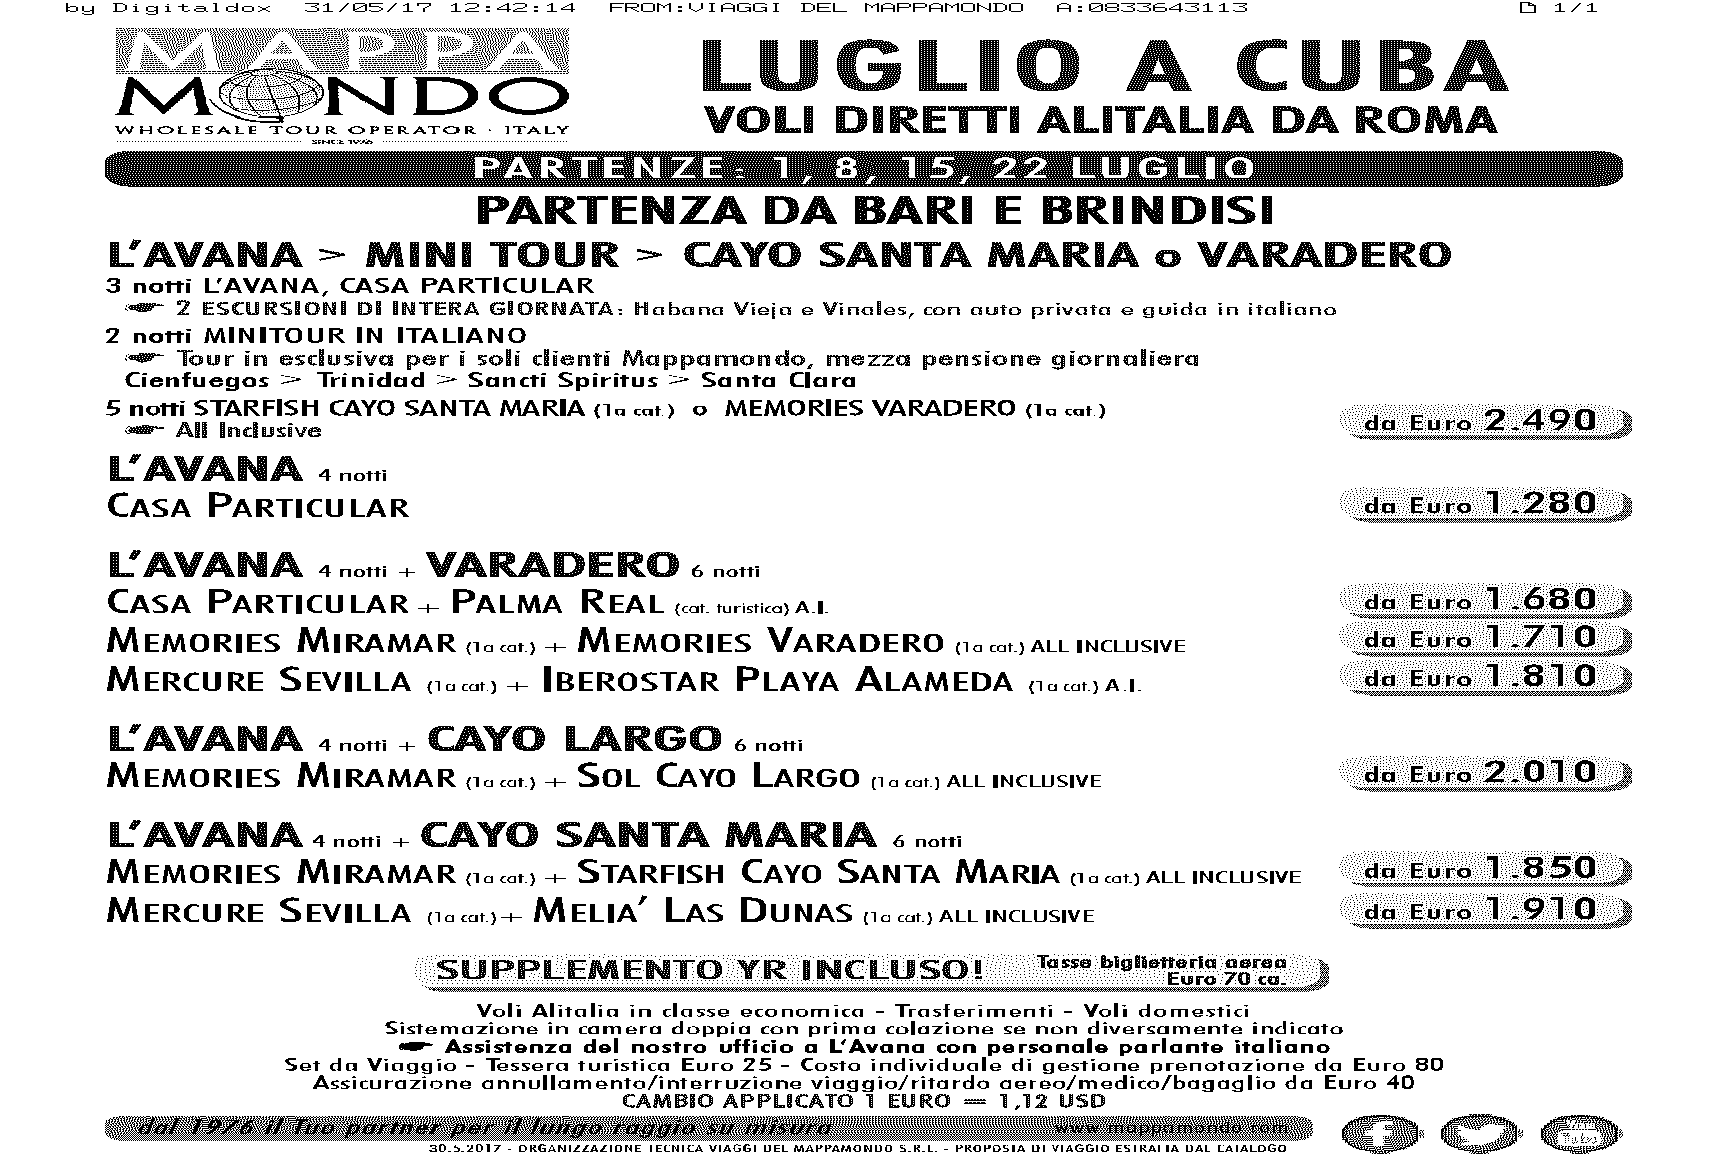 by Digitaldox 31/05/17 12:42:14 FROM:VIAGGI DEL MAPPAMONDO A:0833643113 1/1
MAPPA
MONDO
WHOLESALE TOUR OPERATOR · ITALY
SINCE 1976
LUGLIO A CUBA
VOLI DIRETTI ALITALIA DA ROMA
PARTENZE: 1, 8, 15, 22 LUGLIO
PARTENZA DA BARI E BRINDISI
L'AVANA > MINI TOUR > CAYO SANTA MARIA o VARADERO
3 notti L'AVANA, CASA PARTICULAR
☛ 2 ESCURSIONI DI INTERA GIORNATA: Habana Vieja e Vinales, con auto privata e guida in italiano
2 notti MINITOUR IN ITALIANO
☛ Tour in esclusiva per i soli clienti Mappamondo, mezza pensione giornaliera
Cienfuegos > Trinidad > Sancti Spiritus > Santa Clara
5 notti STARFISH CAYO SANTA MARIA (1a cat.) o MEMORIES VARADERO (1a cat.)
☛ All Inclusive da Euro 2.490
L'AVANA 4 notti
CASA PARTICULAR da Euro 1.280
L'AVANA 4 notti + VARADERO 6 notti
CASA PARTICULAR + PALMA REAL (cat. turistica) A.I. da Euro 1.680
MEMORIES MIRAMAR (1a cat.) + MEMORIES VARADERO (1a cat.) ALL INCLUSIVE da Euro 1.710
MERCURE SEVILLA (1a cat.) + IBEROSTAR PLAYA ALAMEDA (1a cat.) A.I. da Euro 1.810
L'AVANA 4 notti + CAYO LARGO 6 notti
MEMORIES MIRAMAR (1a cat.) + SOL CAYO LARGO (1a cat.) ALL INCLUSIVE da Euro 2.010
L'AVANA 4 notti + CAYO SANTA MARIA 6 notti
MEMORIES MIRAMAR (1a cat.) + STARFISH CAYO SANTA MARIA (1a cat.) ALL INCLUSIVE da Euro 1.850
MERCURE SEVILLA (1a cat.) + MELIA' LAS DUNAS (1a cat.) ALL INCLUSIVE da Euro 1.910
SUPPLEMENTO YR INCLUSO! Tasse biglietteria aerea
Euro 70 ca.
Voli Alitalia in classe economica - Trasferimenti - Voli domestici
Sistemazione in camera doppia con prima colazione se non diversamente indicato
☛ Assistenza del nostro ufficio a L'Avana con personale parlante italiano
Set da Viaggio - Tessera turistica Euro 25 - Costo individuale di gestione prenotazione da Euro 80
Assicurazione annullamento/interruzione viaggio/ritardo aereo/medico/bagaglio da Euro 40
CAMBIO APPLICATO 1 EURO = 1,12 USD
dal 1976 il Tuo partner per il lungo raggio su misura www.mappamondo.com
You Tube
30.5.2017 - ORGANIZZAZIONE TECNICA VIAGGI DEL MAPPAMONDO S.R.L. - PROPOSTA DI VIAGGIO ESTRATTA DAL CATALOGO